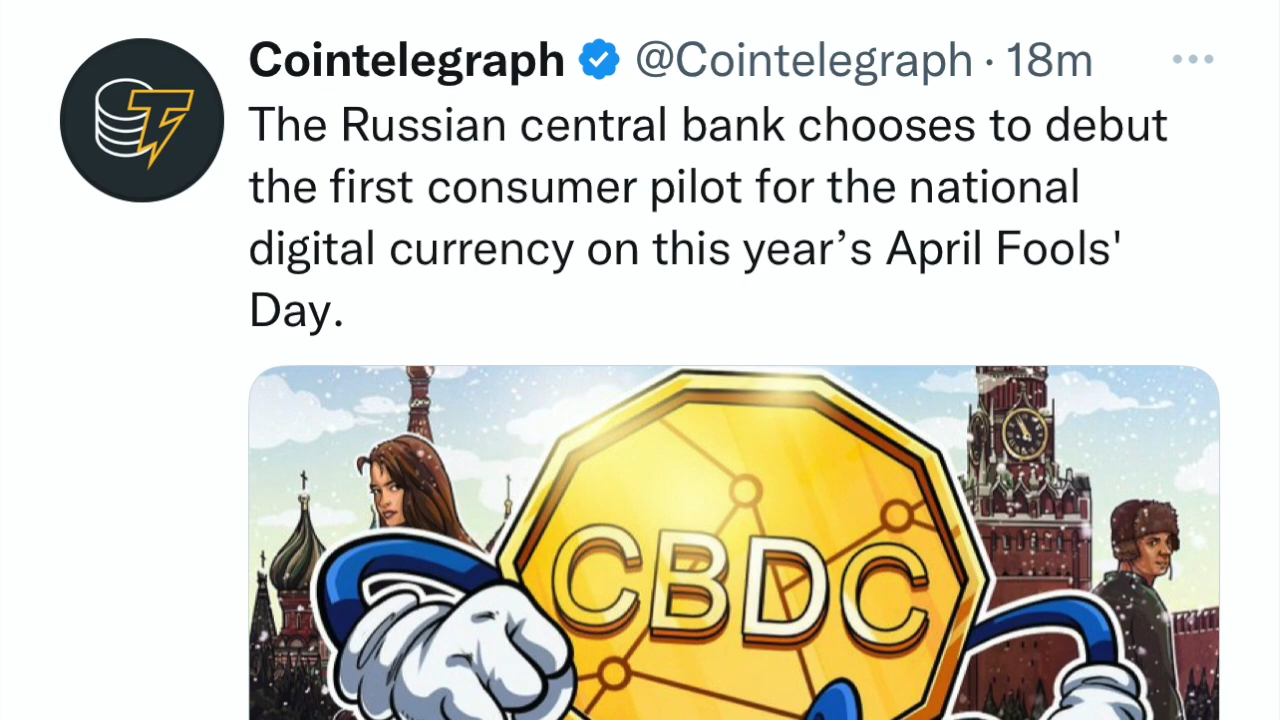 Cointelegraph @Cointelegraph · 18m
The Russian central bank chooses to debut
the first consumer pilot for the national
digital currency on this year’s April Fools'
Day.
CBDC